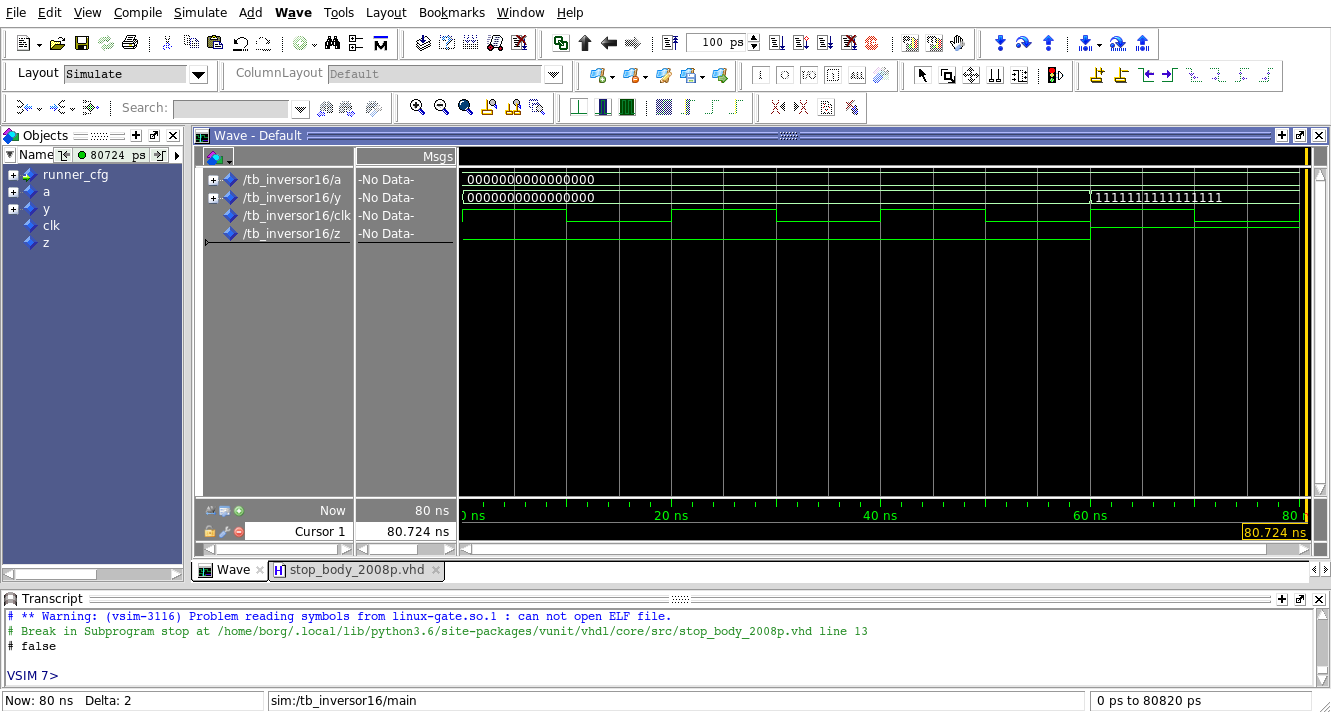 File Edit View Compile Simulate Add Wave Tools Layout Bookmarks Window Help
100 ps
Layout Simulate ColumnLayout Default
ALL
Search:
Objects
Name 80724 ps
runner_cfg
a
y
clk
z
Wave - Default
Msgs
/tb_inversor16/a -No Data- 0000000000000000
/tb_inversor16/y -No Data- 0000000000000000 1111111111111111
/tb_inversor16/clk -No Data-
/tb_inversor16/z -No Data-
Now 80 ns 0 ns 20 ns 40 ns 60 ns 80 n
Cursor 1 80.724 ns 80.724 ns
Wave stop_body_2008p.vhd
Transcript
# ** Warning: (vsim-3116) Problem reading symbols from linux-gate.so.1 : can not open ELF file.
# Break in Subprogram stop at /home/borg/.local/lib/python3.6/site-packages/vunit/vhdl/core/src/stop_body_2008p.vhd line 13
# false
VSIM 7>
Now: 80 ns Delta: 2 sim:/tb_inversor16/main 0 ps to 80820 ps